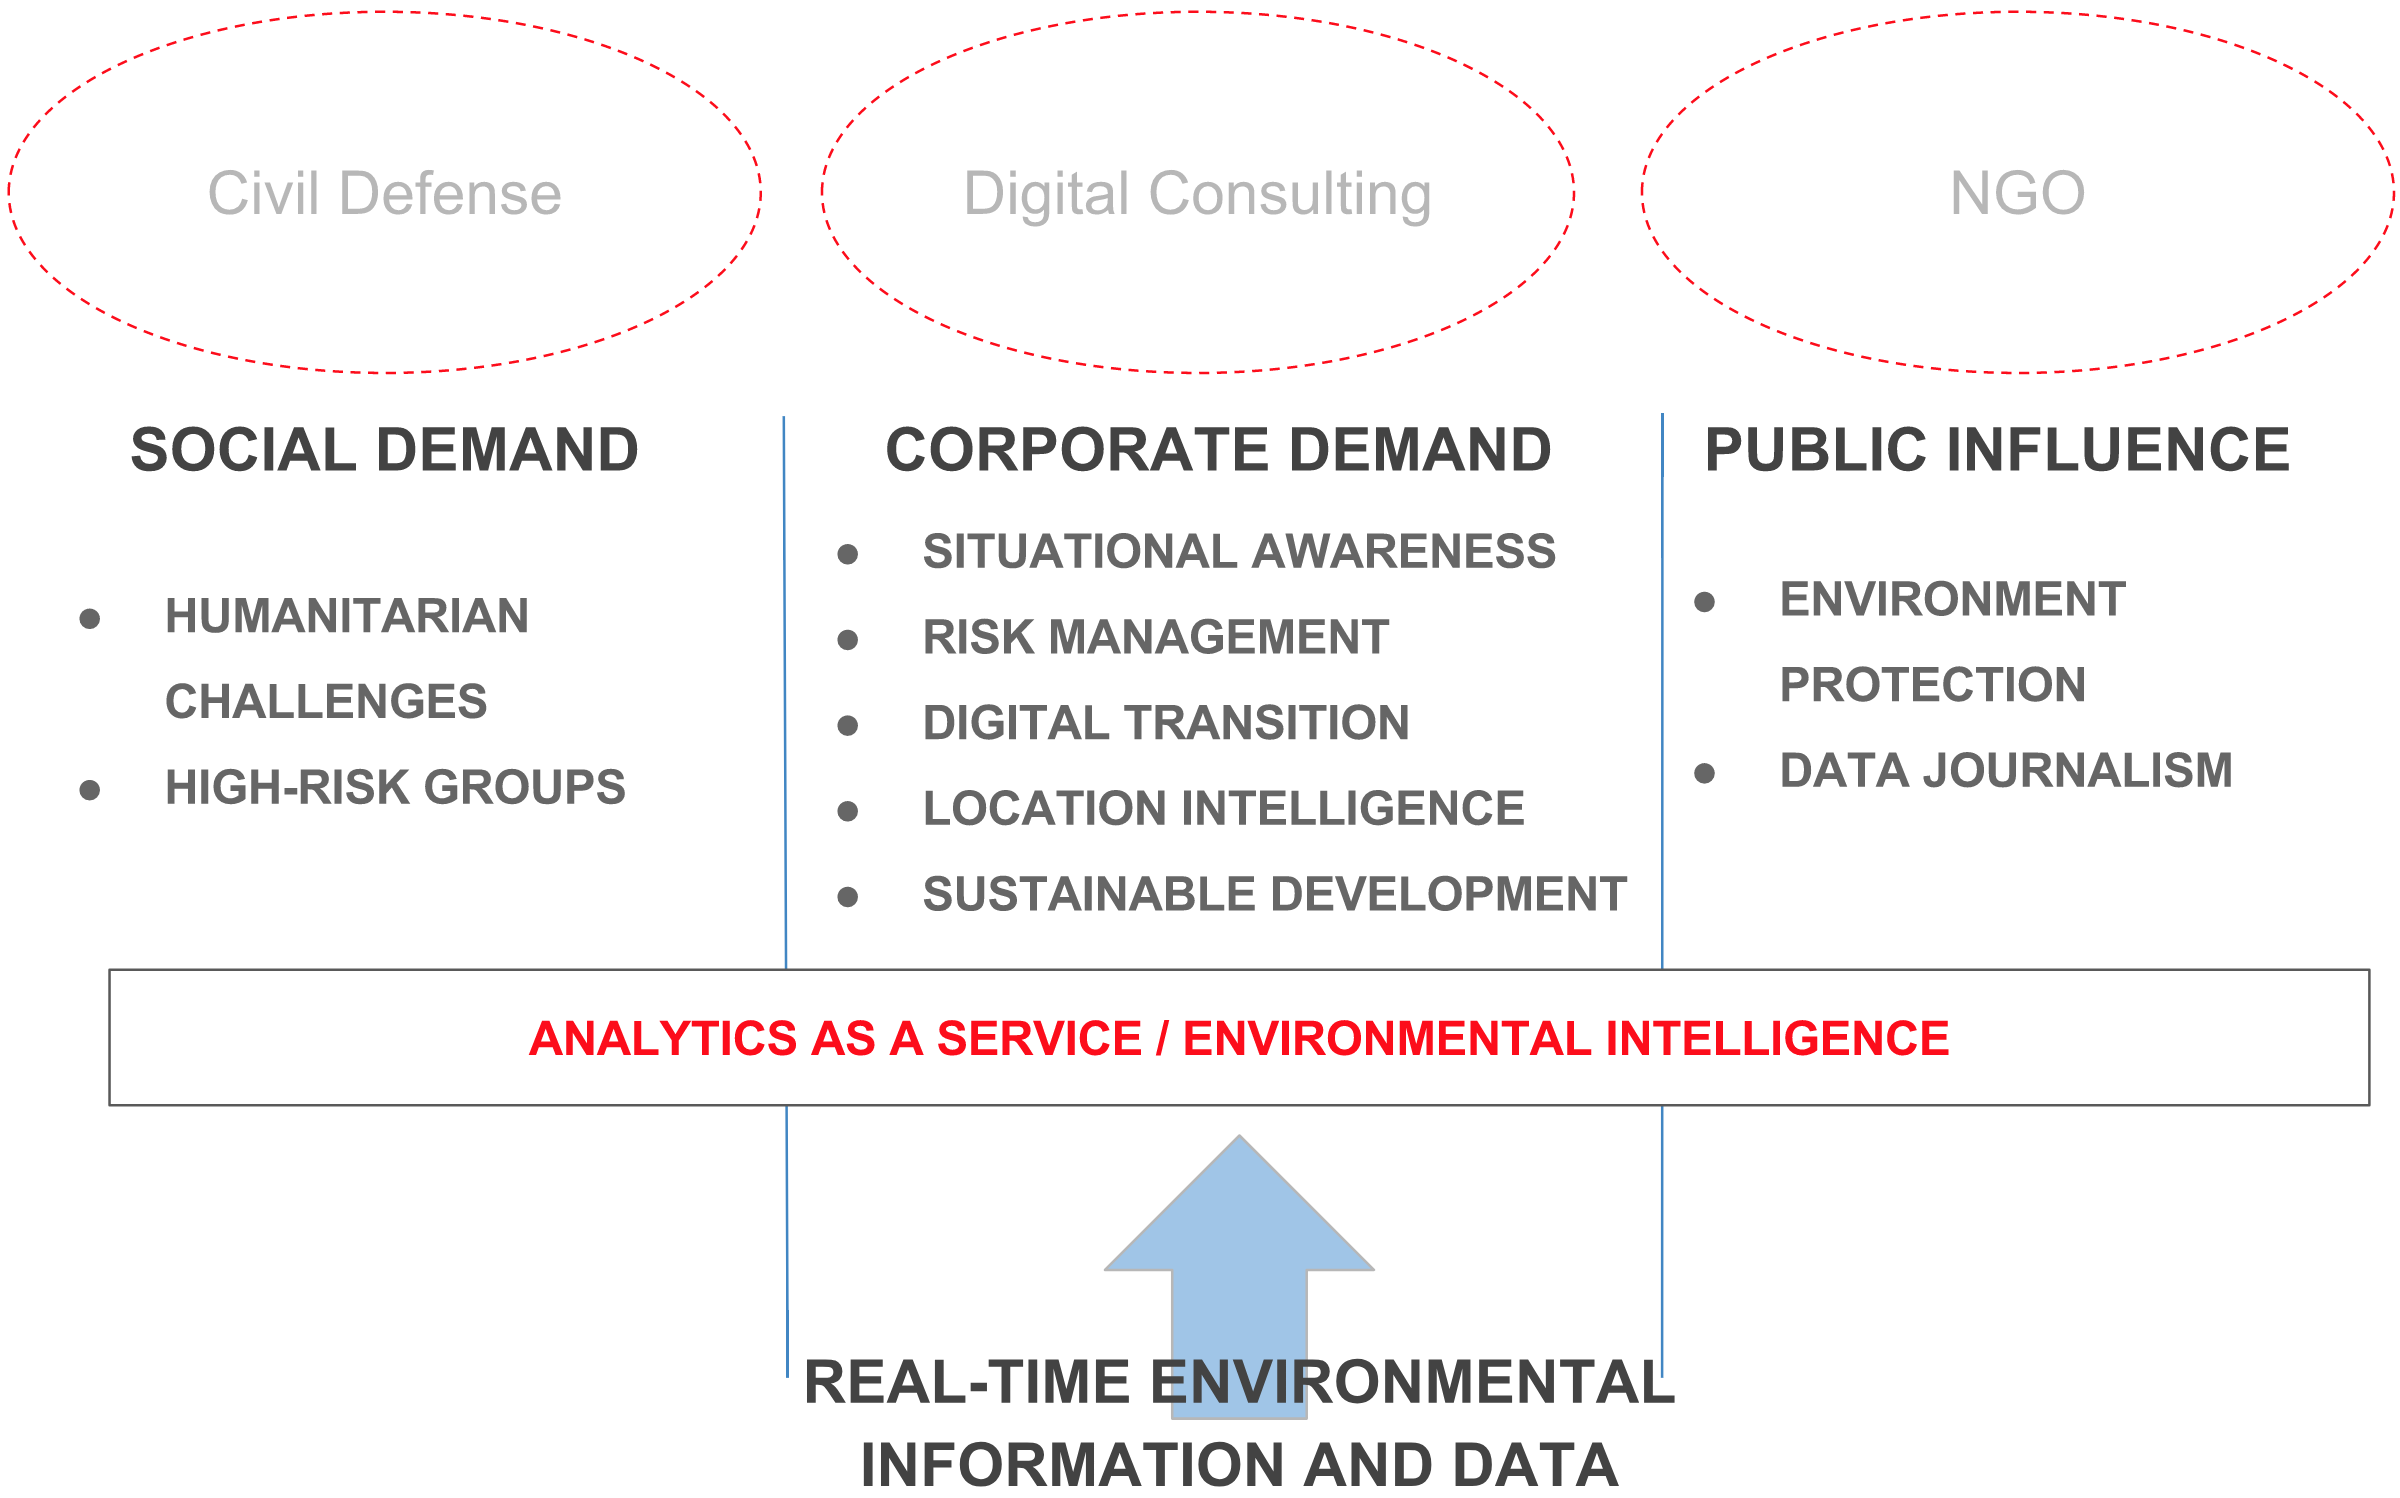 Civil Defense
Digital Consulting
NGO
SOCIAL DEMAND
● HUMANITARIAN
CHALLENGES
● HIGH-RISK GROUPS
CORPORATE DEMAND
● SITUATIONAL AWARENESS
● RISK MANAGEMENT
● DIGITAL TRANSITION
● LOCATION INTELLIGENCE
● SUSTAINABLE DEVELOPMENT
PUBLIC INFLUENCE
● ENVIRONMENT
PROTECTION
● DATA JOURNALISM
ANALYTICS AS A SERVICE / ENVIRONMENTAL INTELLIGENCE
REAL-TIME ENVIRONMENTAL
INFORMATION AND DATA